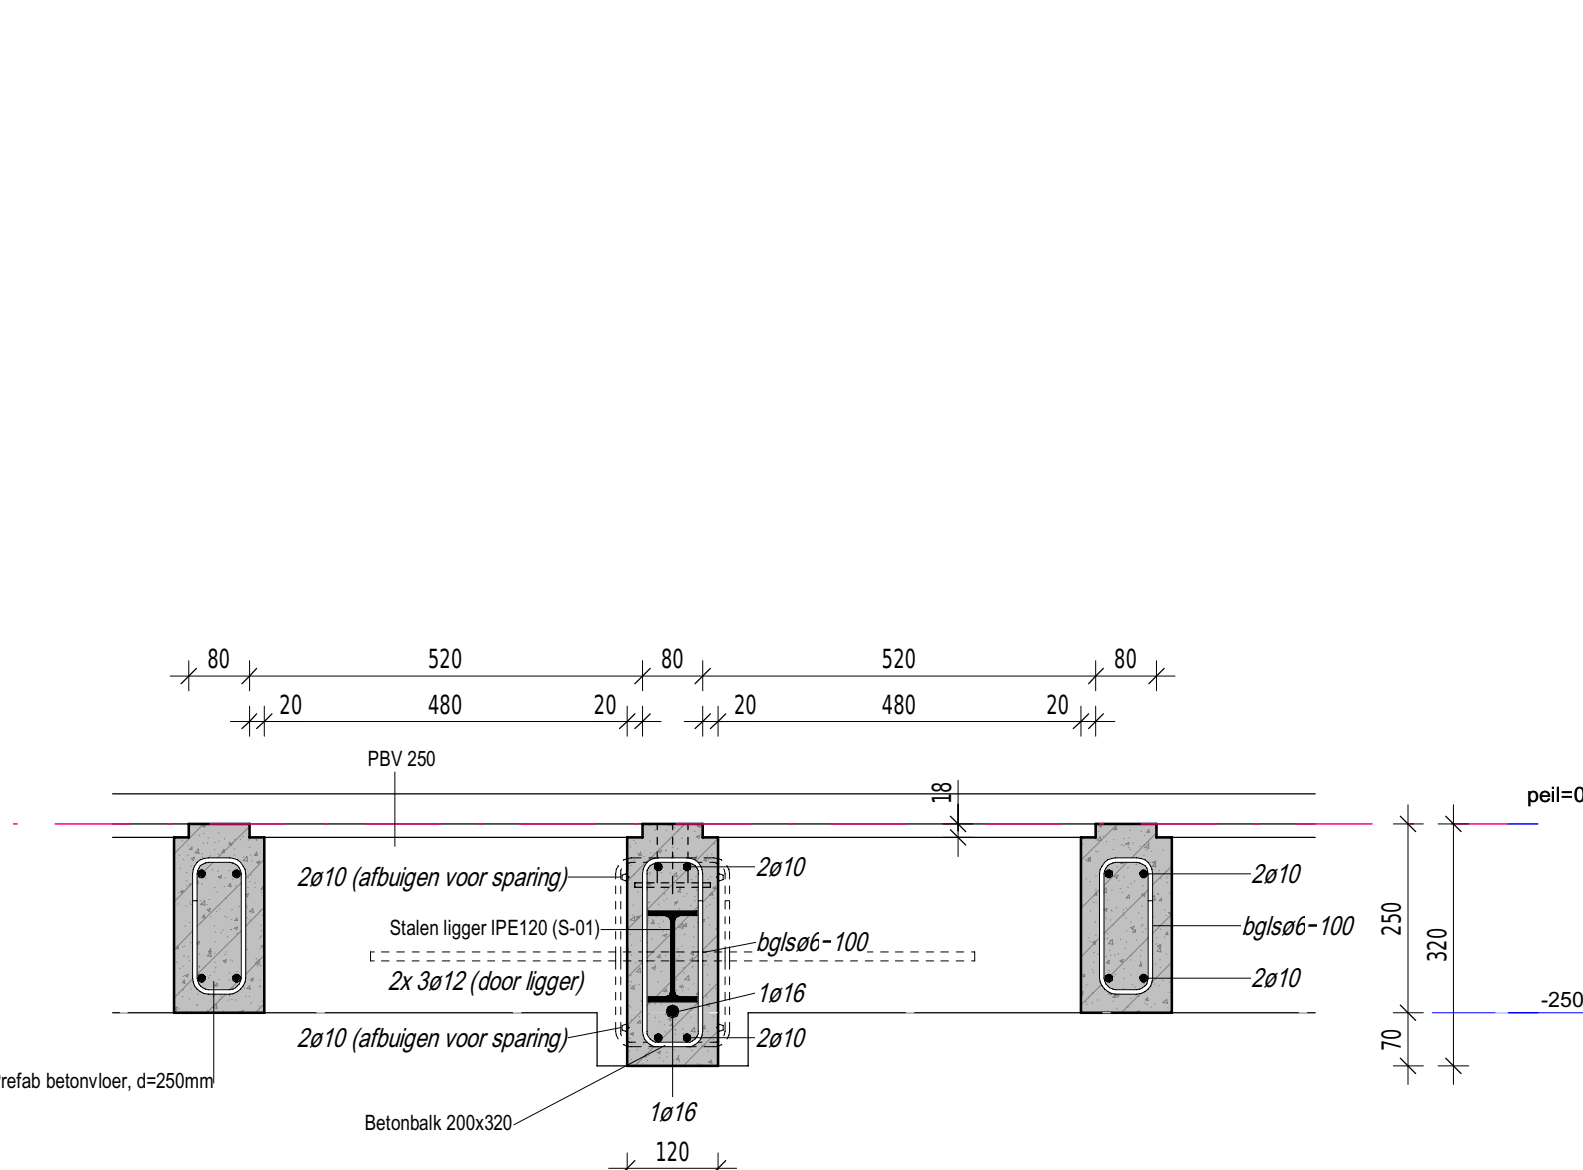 80 520 80 520 80
20 480 20 20 480 20
PBV 250
18
peil=0
2ø10 (afbuigen voor sparing)
2ø10
2ø10
Stalen ligger IPE120 (S-01)
bglsø6-100
bglsø6-100
250
320
2x 3ø12 (door ligger)
1ø16
2ø10
-250
2ø10 (afbuigen voor sparing)
2ø10
70
refab betonvloer, d=250mm
1ø16
Betonbalk 200x320
120